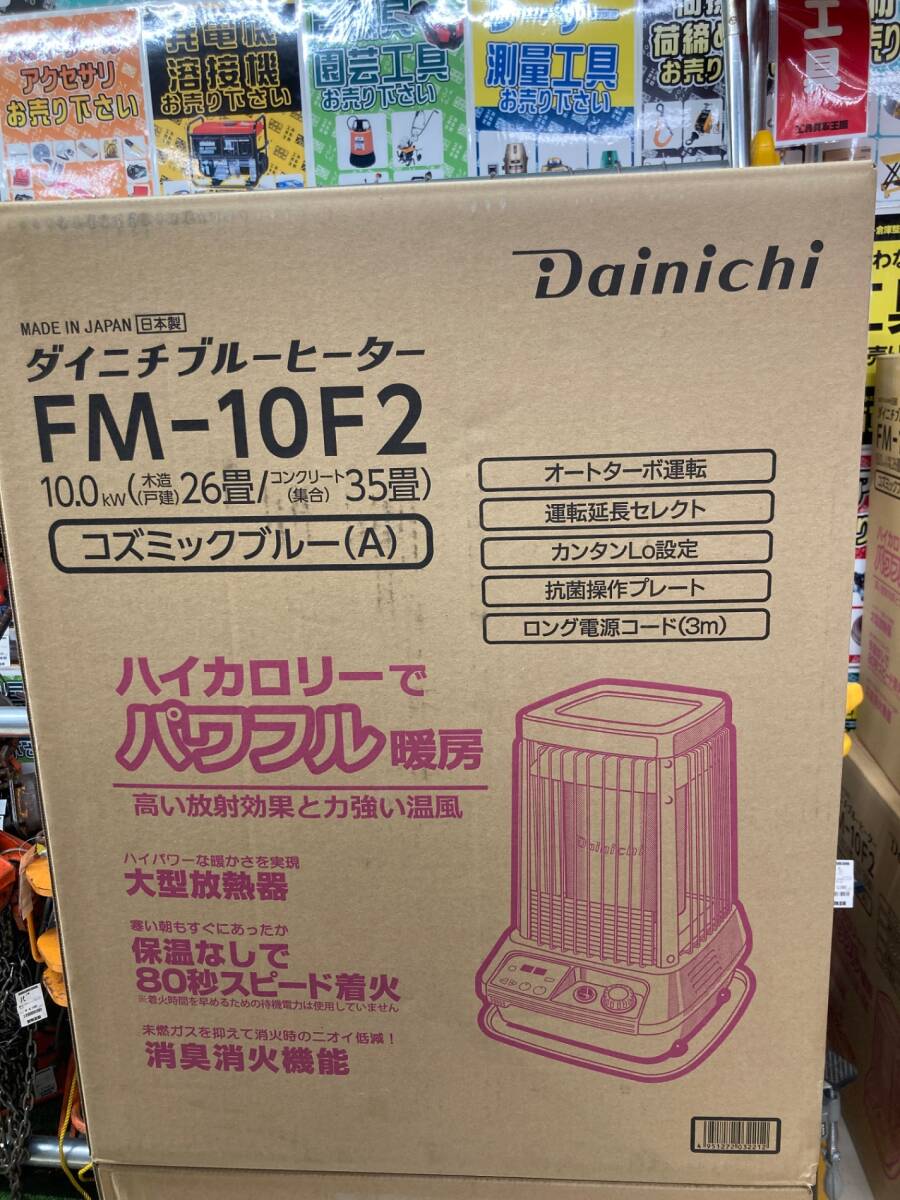 アクセサリ
お売り下さい
発電機
溶接機
お売り下さい
園芸工具
お売り下さい
測量工具
お売り下さい
荷締め
お売り
工具
Dainichi
MADE IN JAPAN 日本製
ダイニチブルーヒーター
FM-10F2
10.0kW(木造(戸建)26畳/コンクリート(集合)35畳)
コズミックブルー(A)
オートターボ運転
運転延長セレクト
カンタンLo設定
抗菌操作プレート
ロング電源コード(3m)
ハイカロリーで
パワフル暖房
高い放射効果と力強い温風
ハイパワーな暖かさを実現
大型放熱器
寒い朝もすぐにあったか
保温なしで
80秒スピード着火
※着火時間を早めるための待機電力は使用していません
未燃ガスを抑えて消火時のニオイ低減!
消臭消火機能
Dainichi
4951272032212